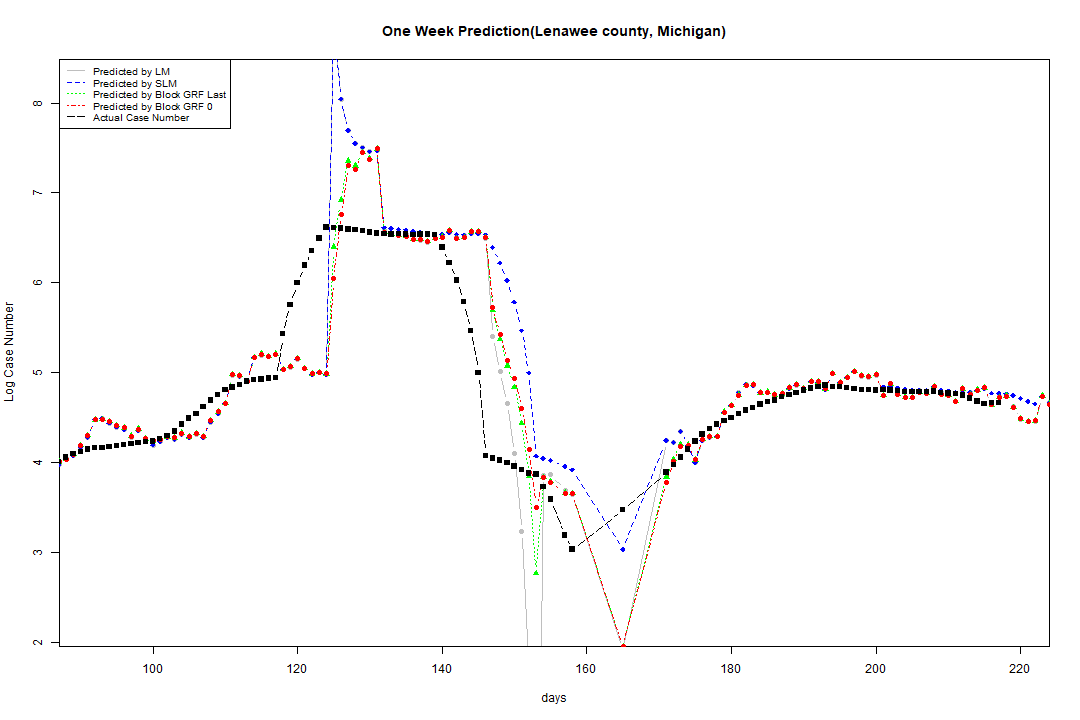 One Week Prediction(Lenawee county, Michigan)
Predicted by LM
Predicted by SLM
Predicted by Block GRF Last
Predicted by Block GRF 0
Actual Case Number
8
7
6
5
4
3
2
Log Case Number
100 120 140 160 180 200 220
days